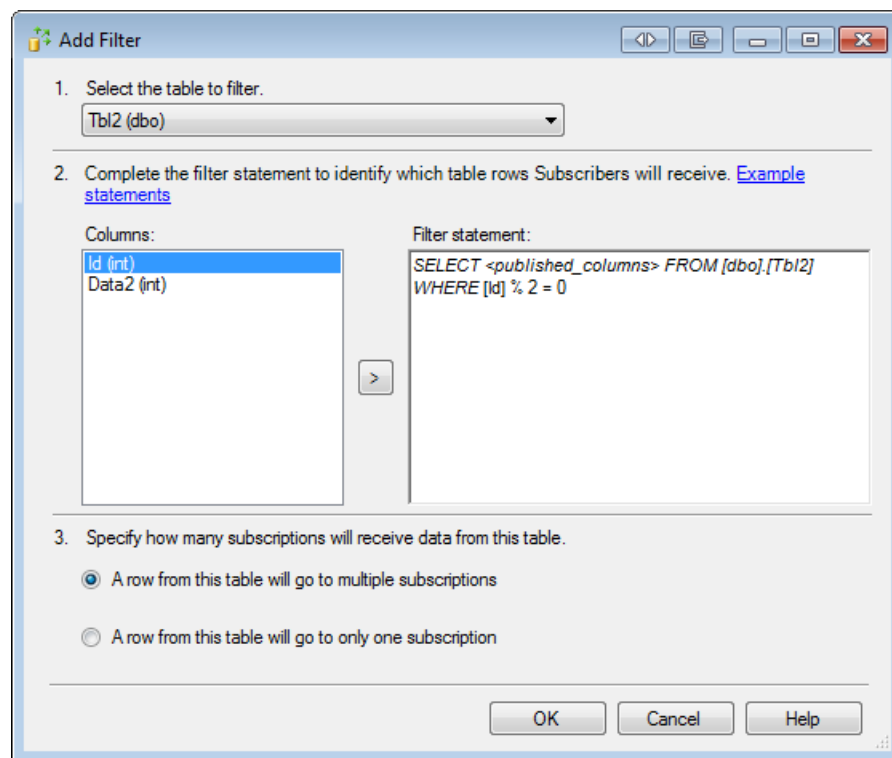 Add Filter
1. Select the table to filter.
Tbl2 (dbo)
2. Complete the filter statement to identify which table rows Subscribers will receive. Example
statements
Columns:
Id (int)
Data2 (int)
>
Filter statement:
SELECT <published_columns> FROM [dbo].[Tbl2]
WHERE [Id] % 2 = 0
3. Specify how many subscriptions will receive data from this table.
A row from this table will go to multiple subscriptions
A row from this table will go to only one subscription
OK
Cancel
Help